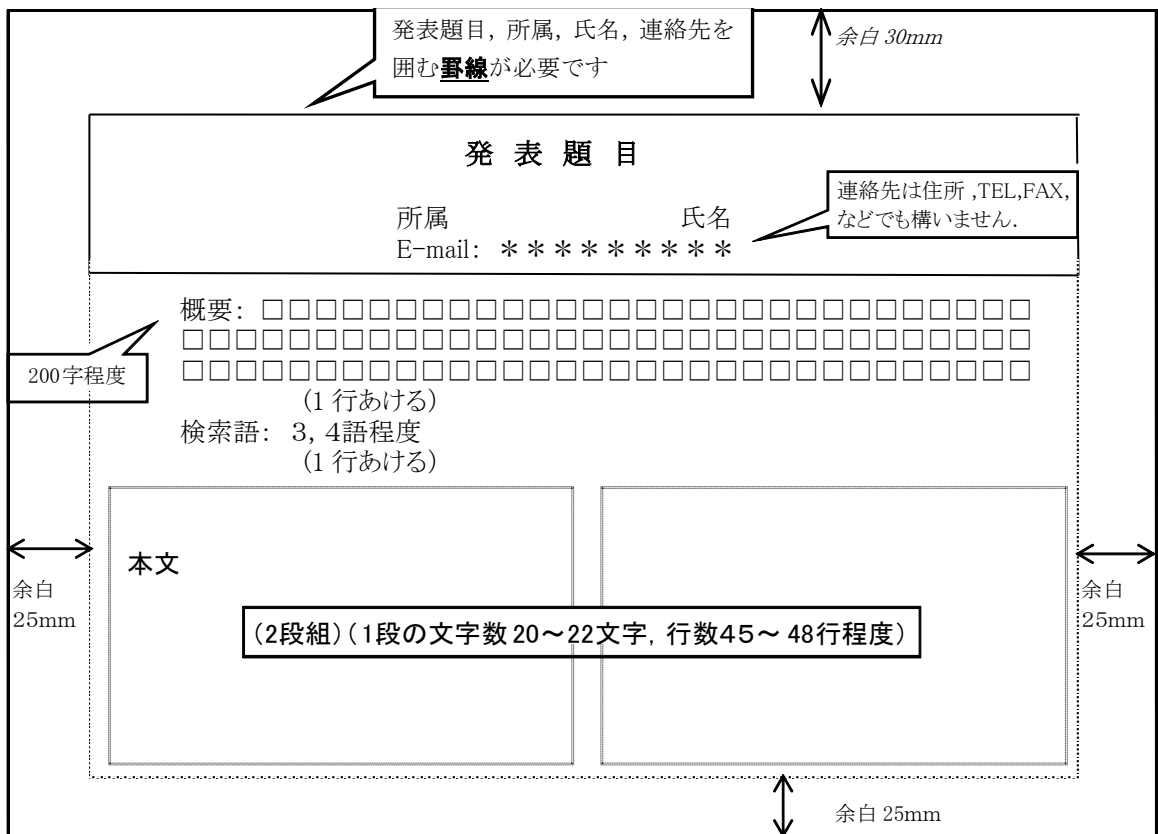 発表題目, 所属, 氏名, 連絡先を
囲む罫線が必要です
余白 30mm
発 表 題 目
連絡先は住所 ,TEL,FAX,
などでも構いません.
所属 氏名
E-mail: *********
概要: □□□□□□□□□□□□□□□□□□□□□□□□□□□□□
□□□□□□□□□□□□□□□□□□□□□□□□□□□□□□□□
□□□□□□□□□□□□□□□□□□□□□□□□□□□□□□□□
200字程度
(1 行あける)
検索語: 3, 4語程度
(1 行あける)
本文
余白
25mm
(2段組)(1段の文字数 20～22文字, 行数45～ 48行程度)
余白
25mm
余白 25mm